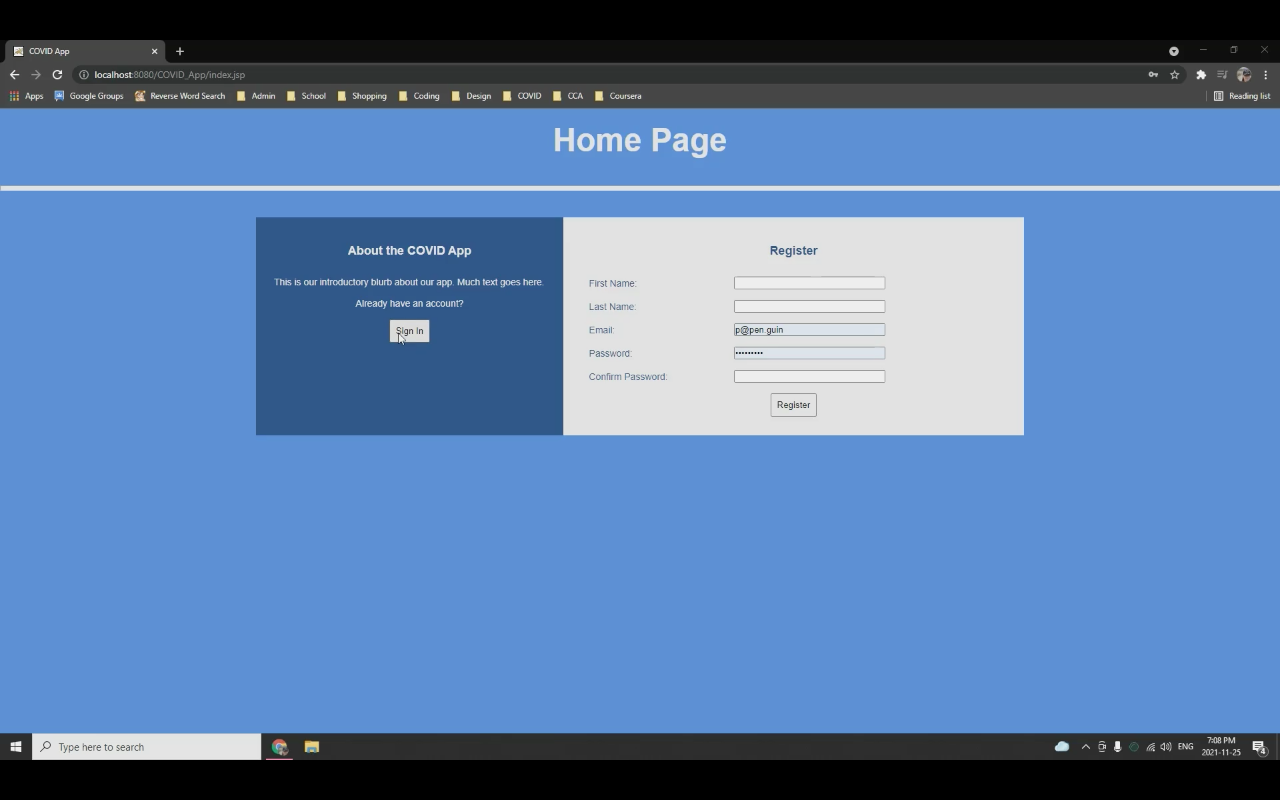 COVID App
localhost:8080/COVID_App/index.jsp
Apps Google Groups Reverse Word Search Admin School Shopping Coding Design COVID CCA Coursera Reading list
Home Page
About the COVID App
This is our introductory blurb about our app. Much text goes here.
Already have an account?
Sign In
Register
First Name:
Last Name:
Email: p@pen.guin
Password: •••••••••
Confirm Password:
Register
Type here to search
ENG
7:08 PM
2021-11-25
4